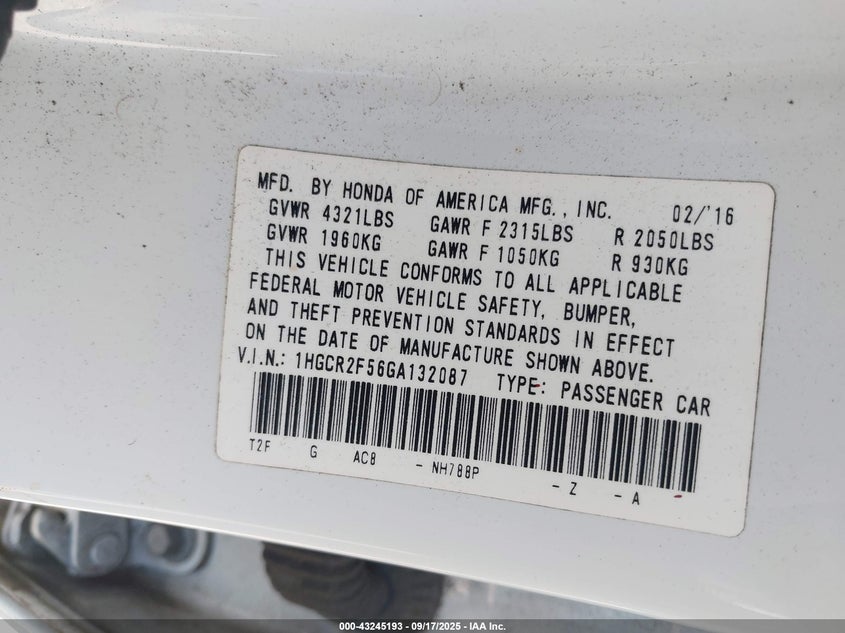 MFD. BY HONDA OF AMERICA MFG., INC. 02/'16
GVWR 4321LBS GAWR F 2315LBS R 2050LBS
GVWR 1960KG GAWR F 1050KG R 930KG
THIS VEHICLE CONFORMS TO ALL APPLICABLE
FEDERAL MOTOR VEHICLE SAFETY, BUMPER,
AND THEFT PREVENTION STANDARDS IN EFFECT
ON THE DATE OF MANUFACTURE SHOWN ABOVE.
V.I.N.: 1HGCR2F56GA132087 TYPE: PASSENGER CAR
T2F G AC8 - NH788P - Z - A
000-43245193 - 09/17/2025 - IAA Inc.